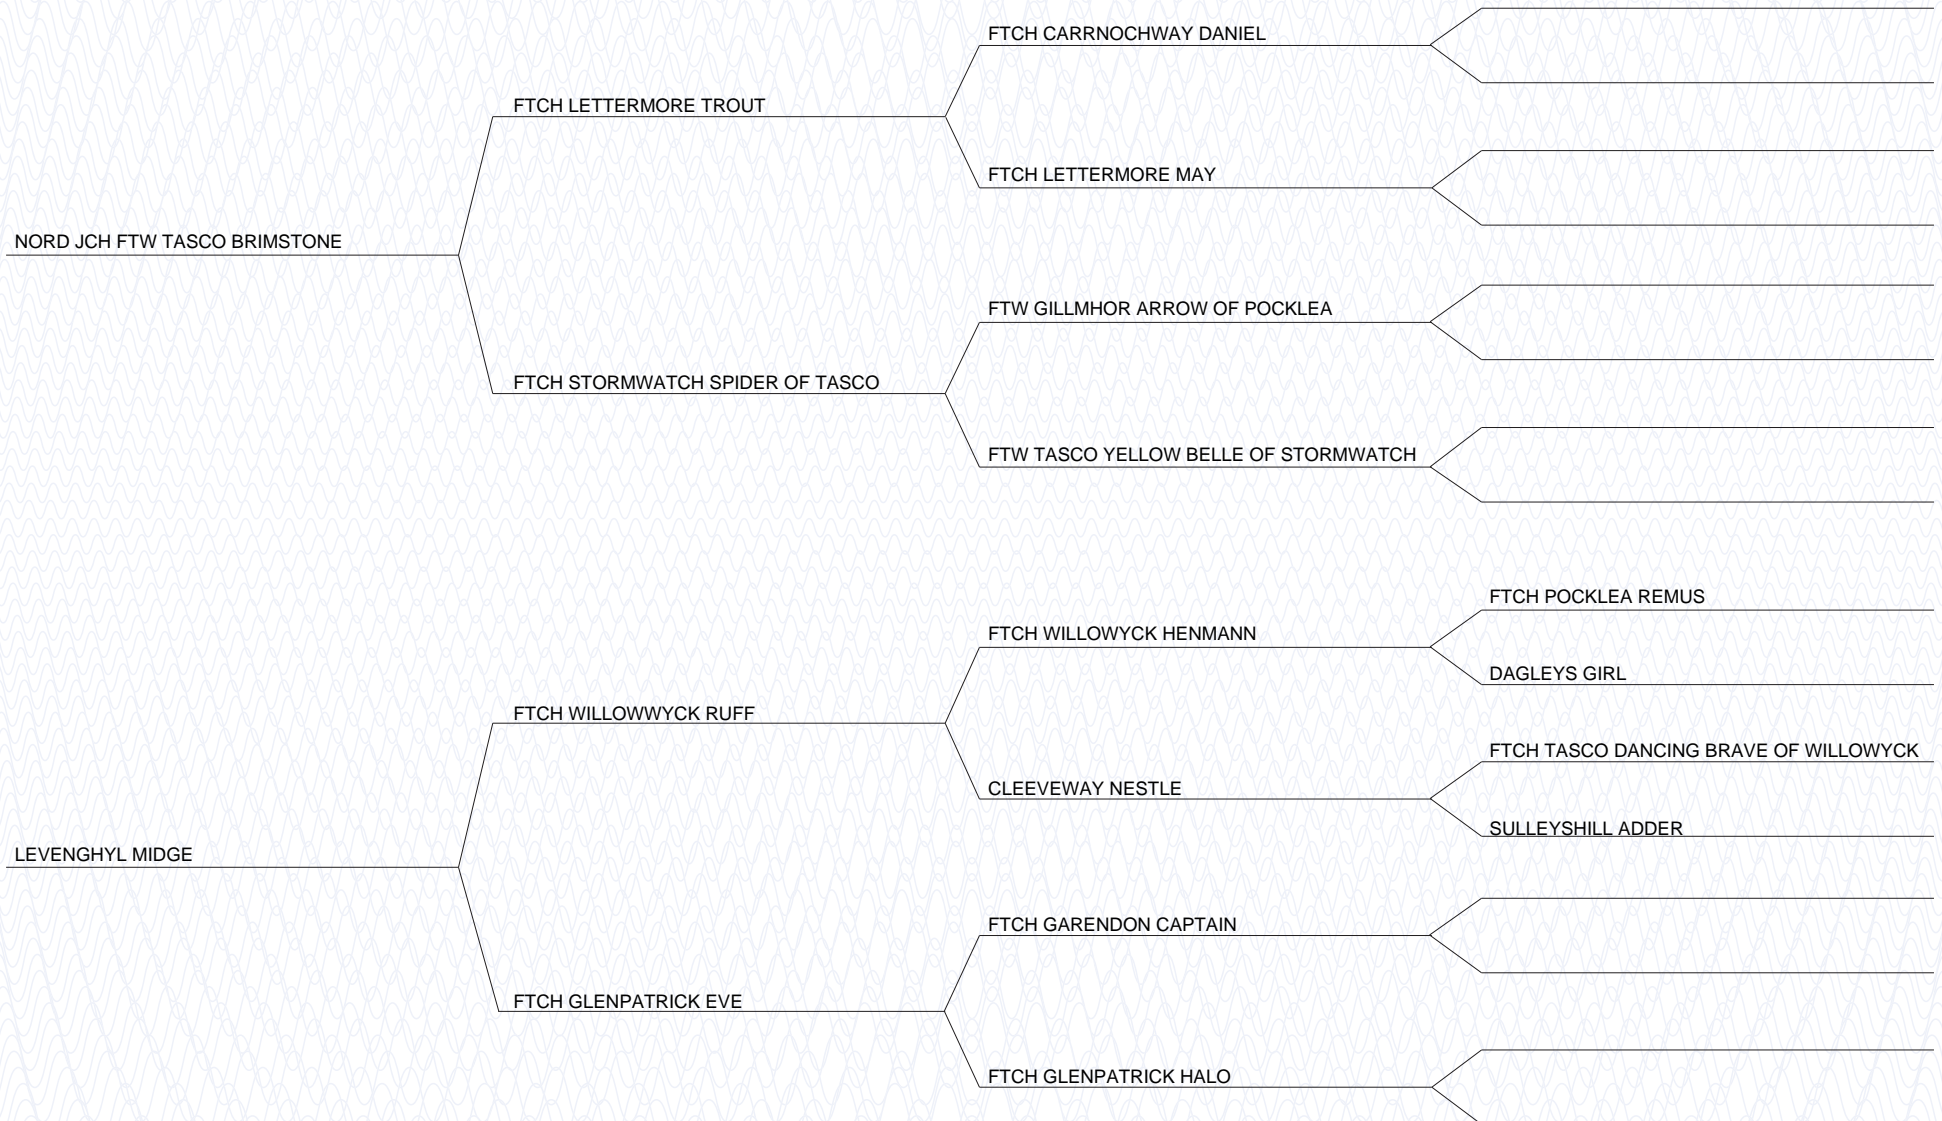 FTCH CARRNOCHWAY DANIEL
FTCH LETTERMORE TROUT
FTCH LETTERMORE MAY
NORD JCH FTW TASCO BRIMSTONE
FTW GILLMHOR ARROW OF POCKLEA
FTCH STORMWATCH SPIDER OF TASCO
FTW TASCO YELLOW BELLE OF STORMWATCH
FTCH POCKLEA REMUS
FTCH WILLOWYCK HENMANN
DAGLEYS GIRL
FTCH WILLOWWYCK RUFF
FTCH TASCO DANCING BRAVE OF WILLOWYCK
CLEEVEWAY NESTLE
SULLEYSHILL ADDER
LEVENGHYL MIDGE
FTCH GARENDON CAPTAIN
FTCH GLENPATRICK EVE
FTCH GLENPATRICK HALO